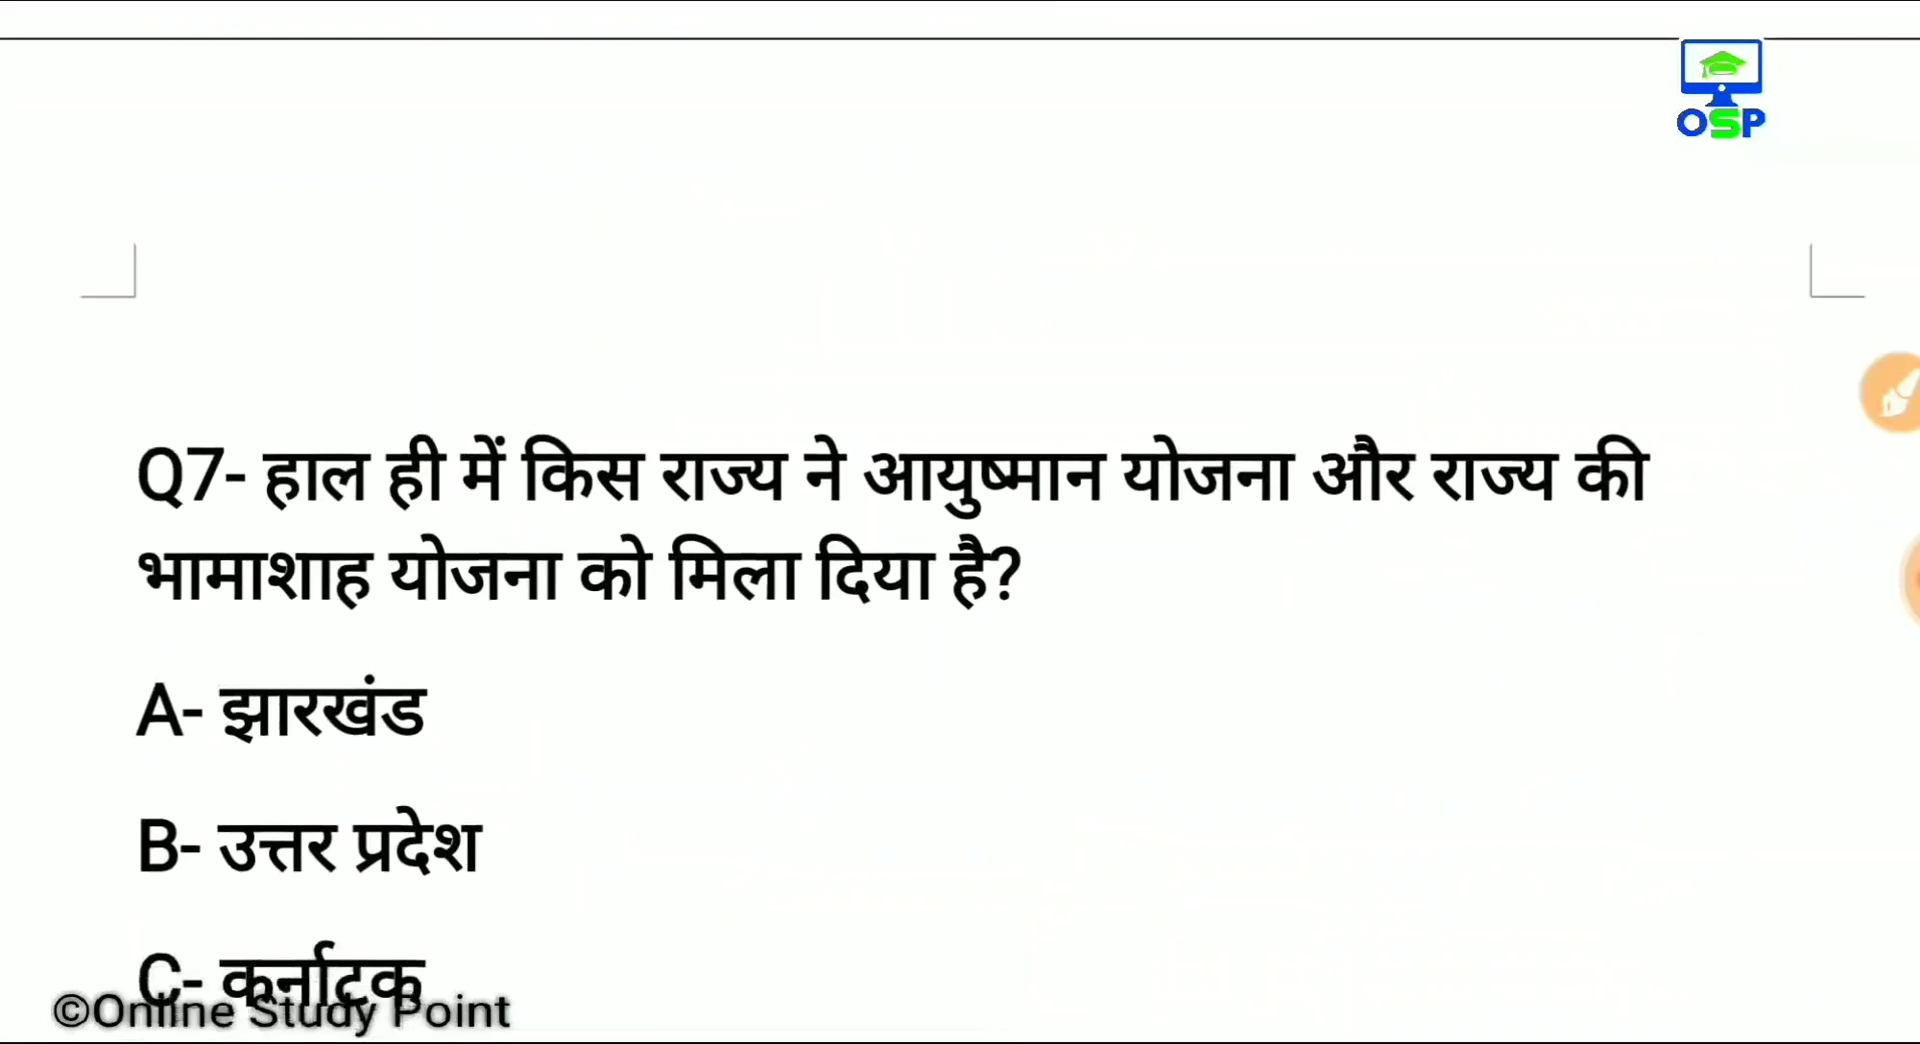 OSP
Q7- हाल ही में किस राज्य ने आयुष्मान योजना और राज्य की
भामाशाह योजना को मिला दिया है?
A- झारखंड
B- उत्तर प्रदेश
C- कर्नाटक
©Online Study Point